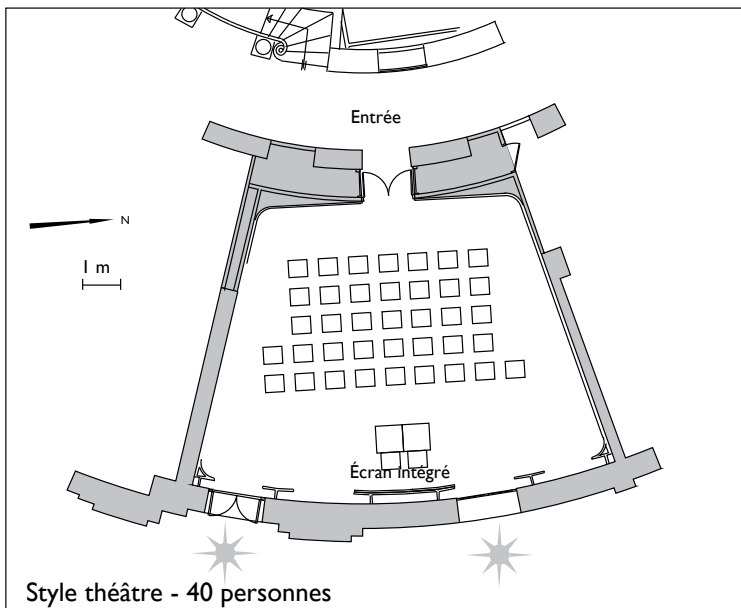 Entrée
N
1 m
Écran intégré
Style théâtre - 40 personnes